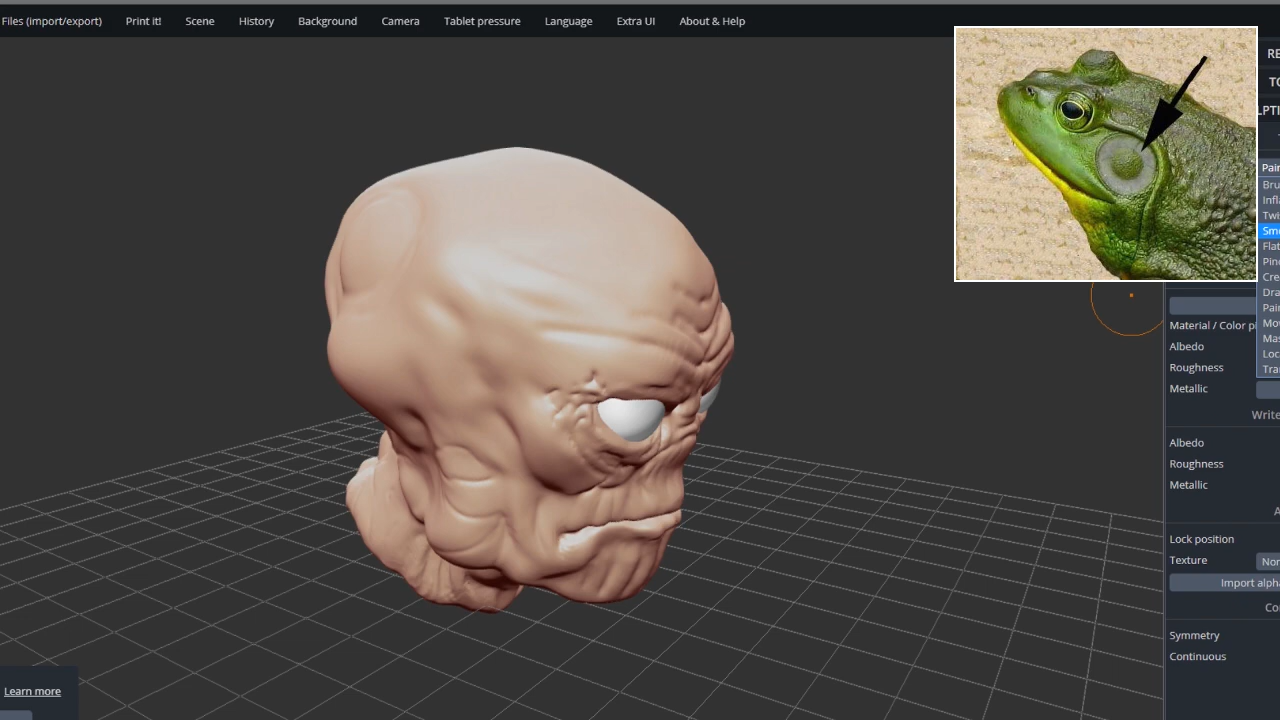 Files (import/export) Print it! Scene History Background Camera Tablet pressure Language Extra UI About & Help
Material / Color
Albedo
Roughness
Metallic
Albedo
Roughness
Metallic
Lock position
Texture
Import
Symmetry
Continuous
Learn more